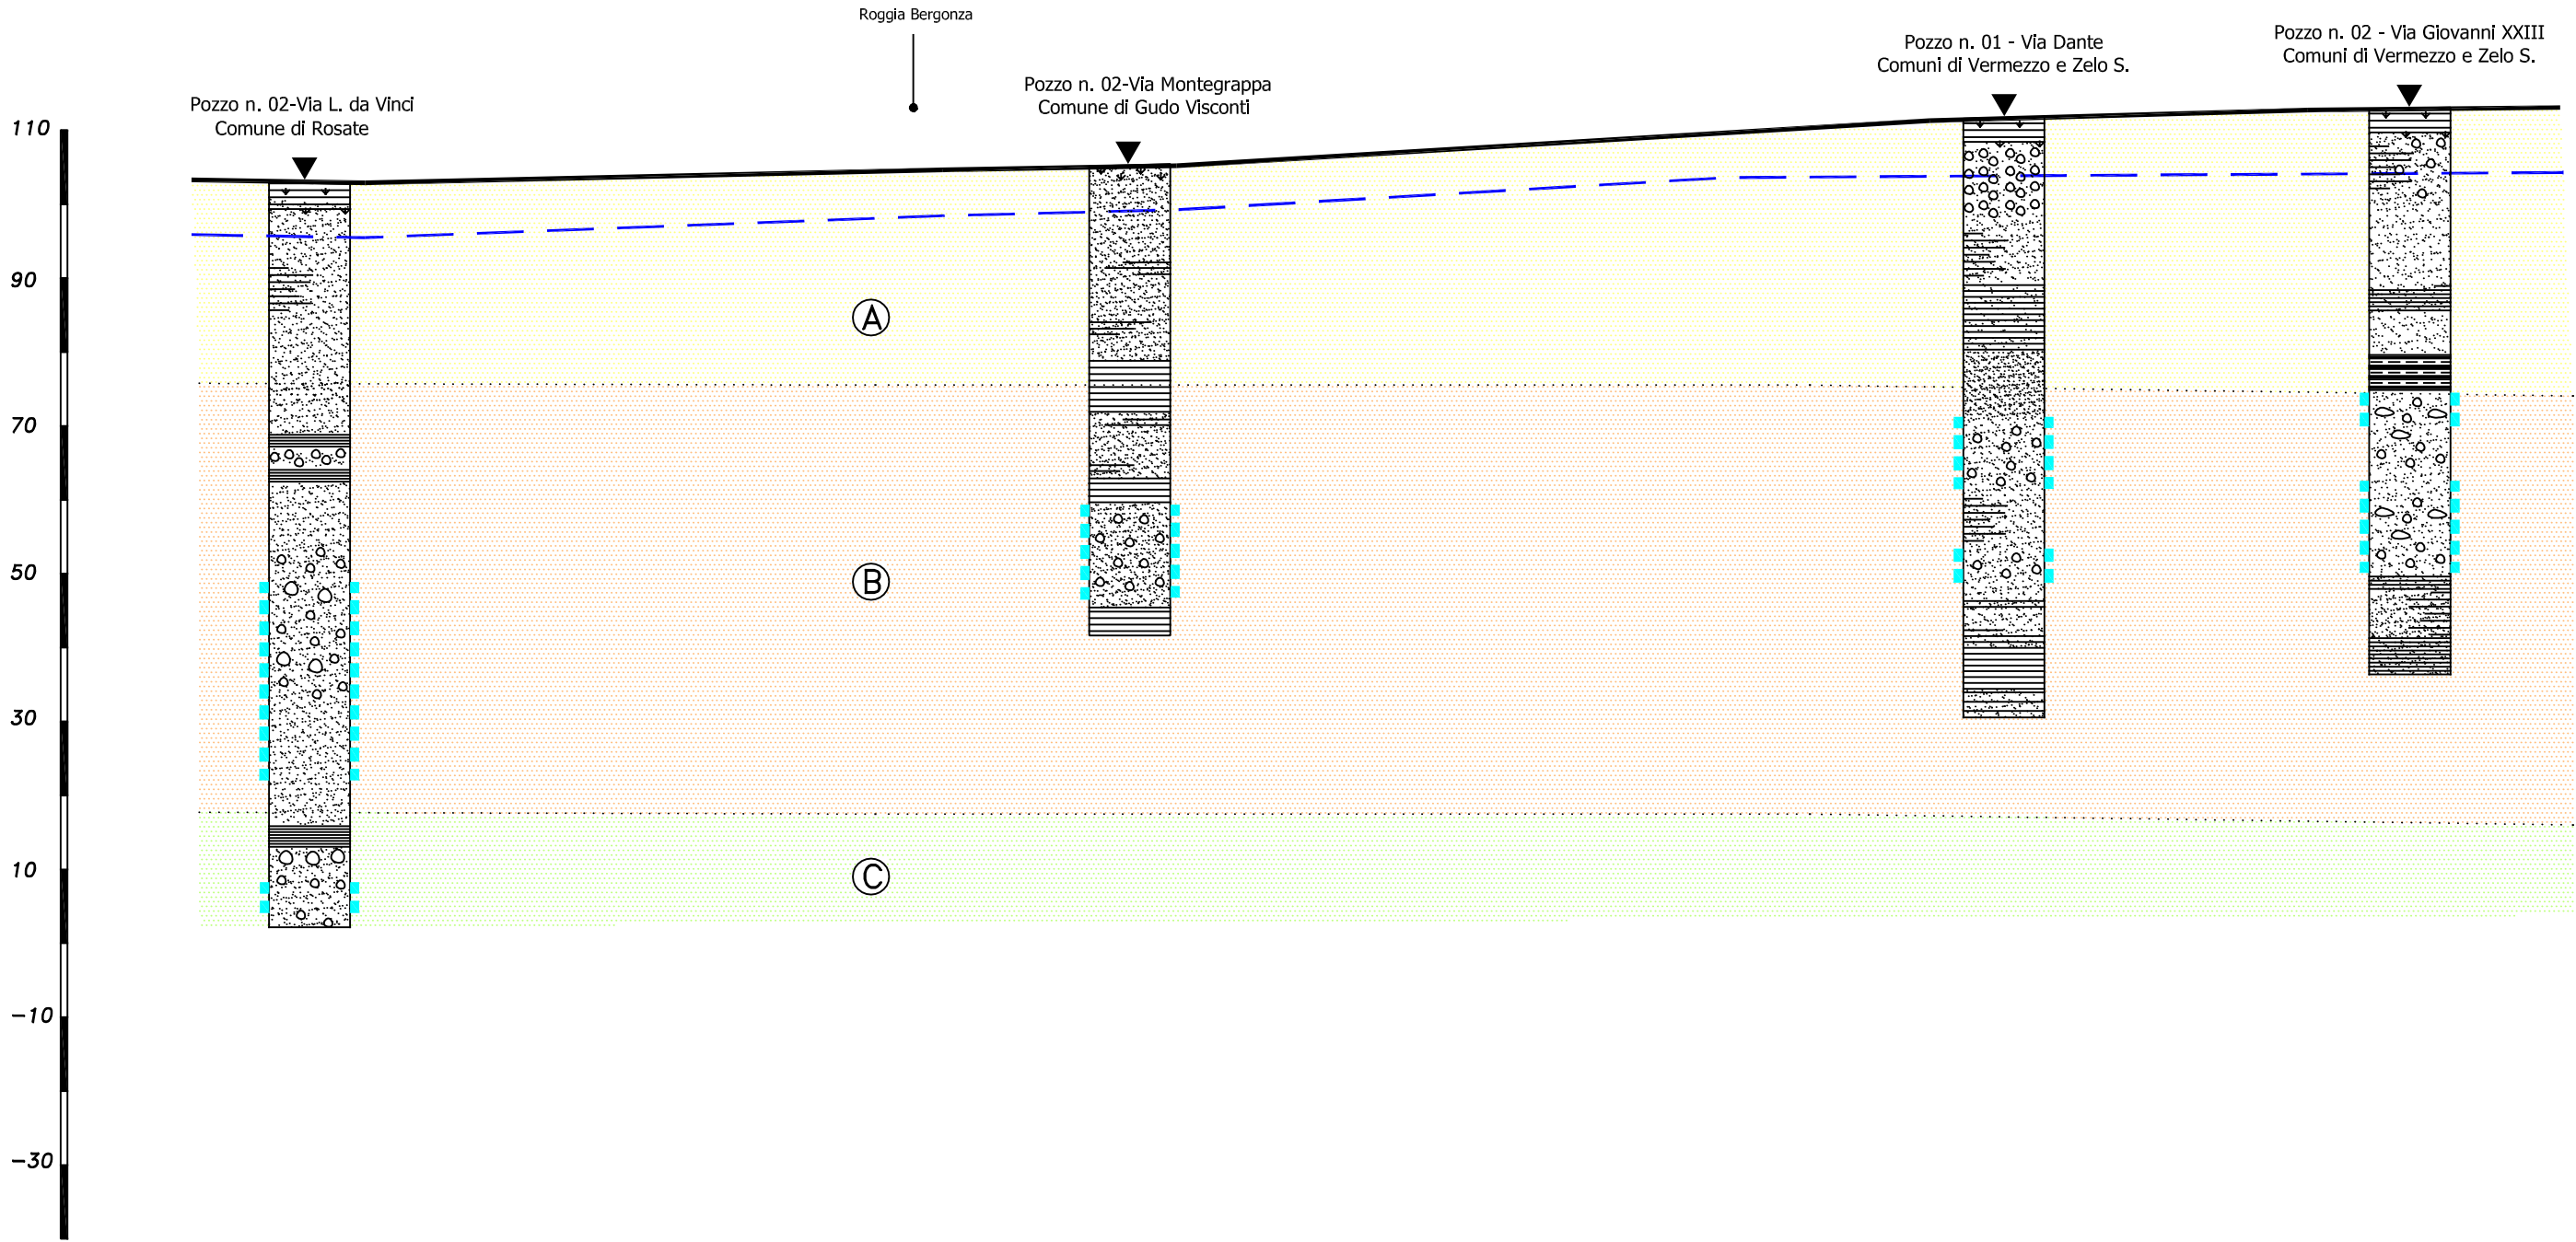 Roggia Bergonza
Pozzo n. 02-Via L. da Vinci
Comune di Rosate
Pozzo n. 02-Via Montegrappa
Comune di Gudo Visconti
Pozzo n. 01 - Via Dante
Comuni di Vermezzo e Zelo S.
Pozzo n. 02 - Via Giovanni XXIII
Comuni di Vermezzo e Zelo S.
110
90
70
50
30
10
-10
-30
A
B
C